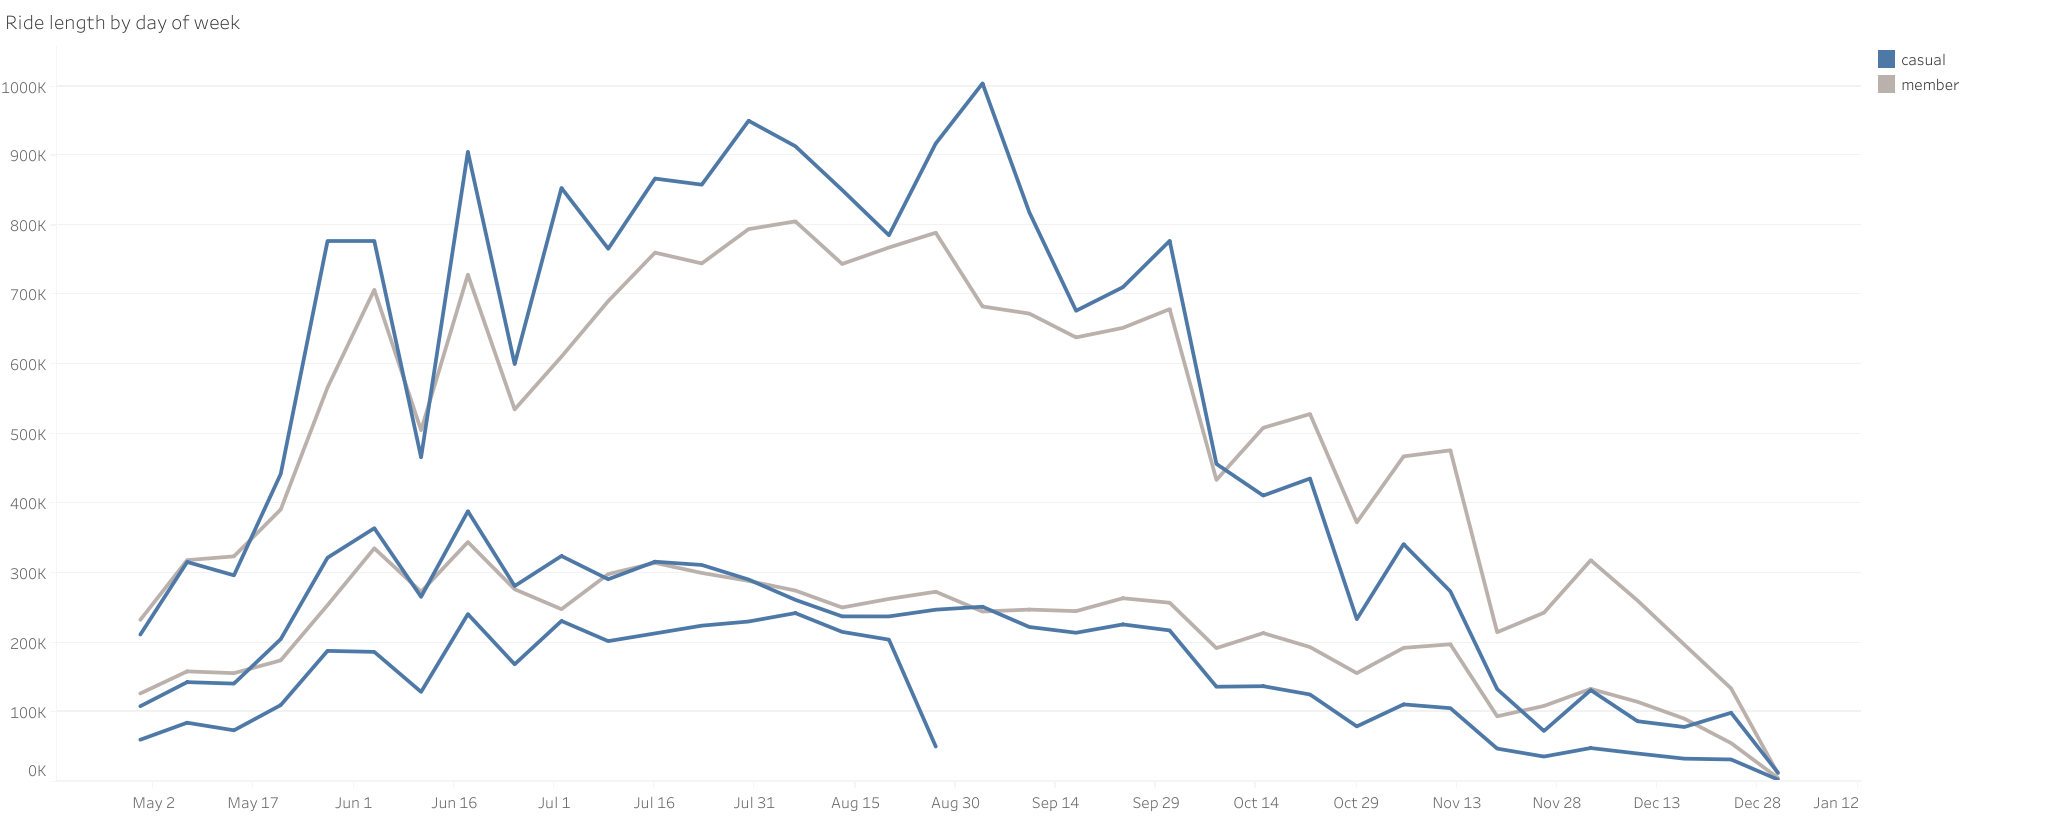 Ride length by day of week
casual
member
1000K
900K
800K
700K
600K
500K
400K
300K
200K
100K
0K
May 2 May 17 Jun 1 Jun 16 Jul 1 Jul 16 Jul 31 Aug 15 Aug 30 Sep 14 Sep 29 Oct 14 Oct 29 Nov 13 Nov 28 Dec 13 Dec 28 Jan 12